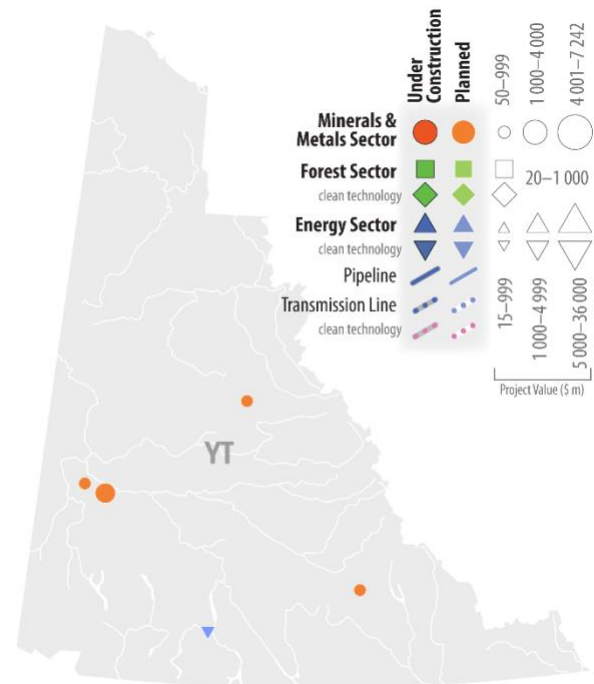 Under
Construction
Planned
50–999
1 000–4 000
4 001–7 242
Minerals &
Metals Sector
Forest Sector
clean technology
20–1 000
Energy Sector
clean technology
Pipeline
Transmission Line
clean technology
15–999
1 000–4 999
5 000–36 000
Project Value ($ m)
YT